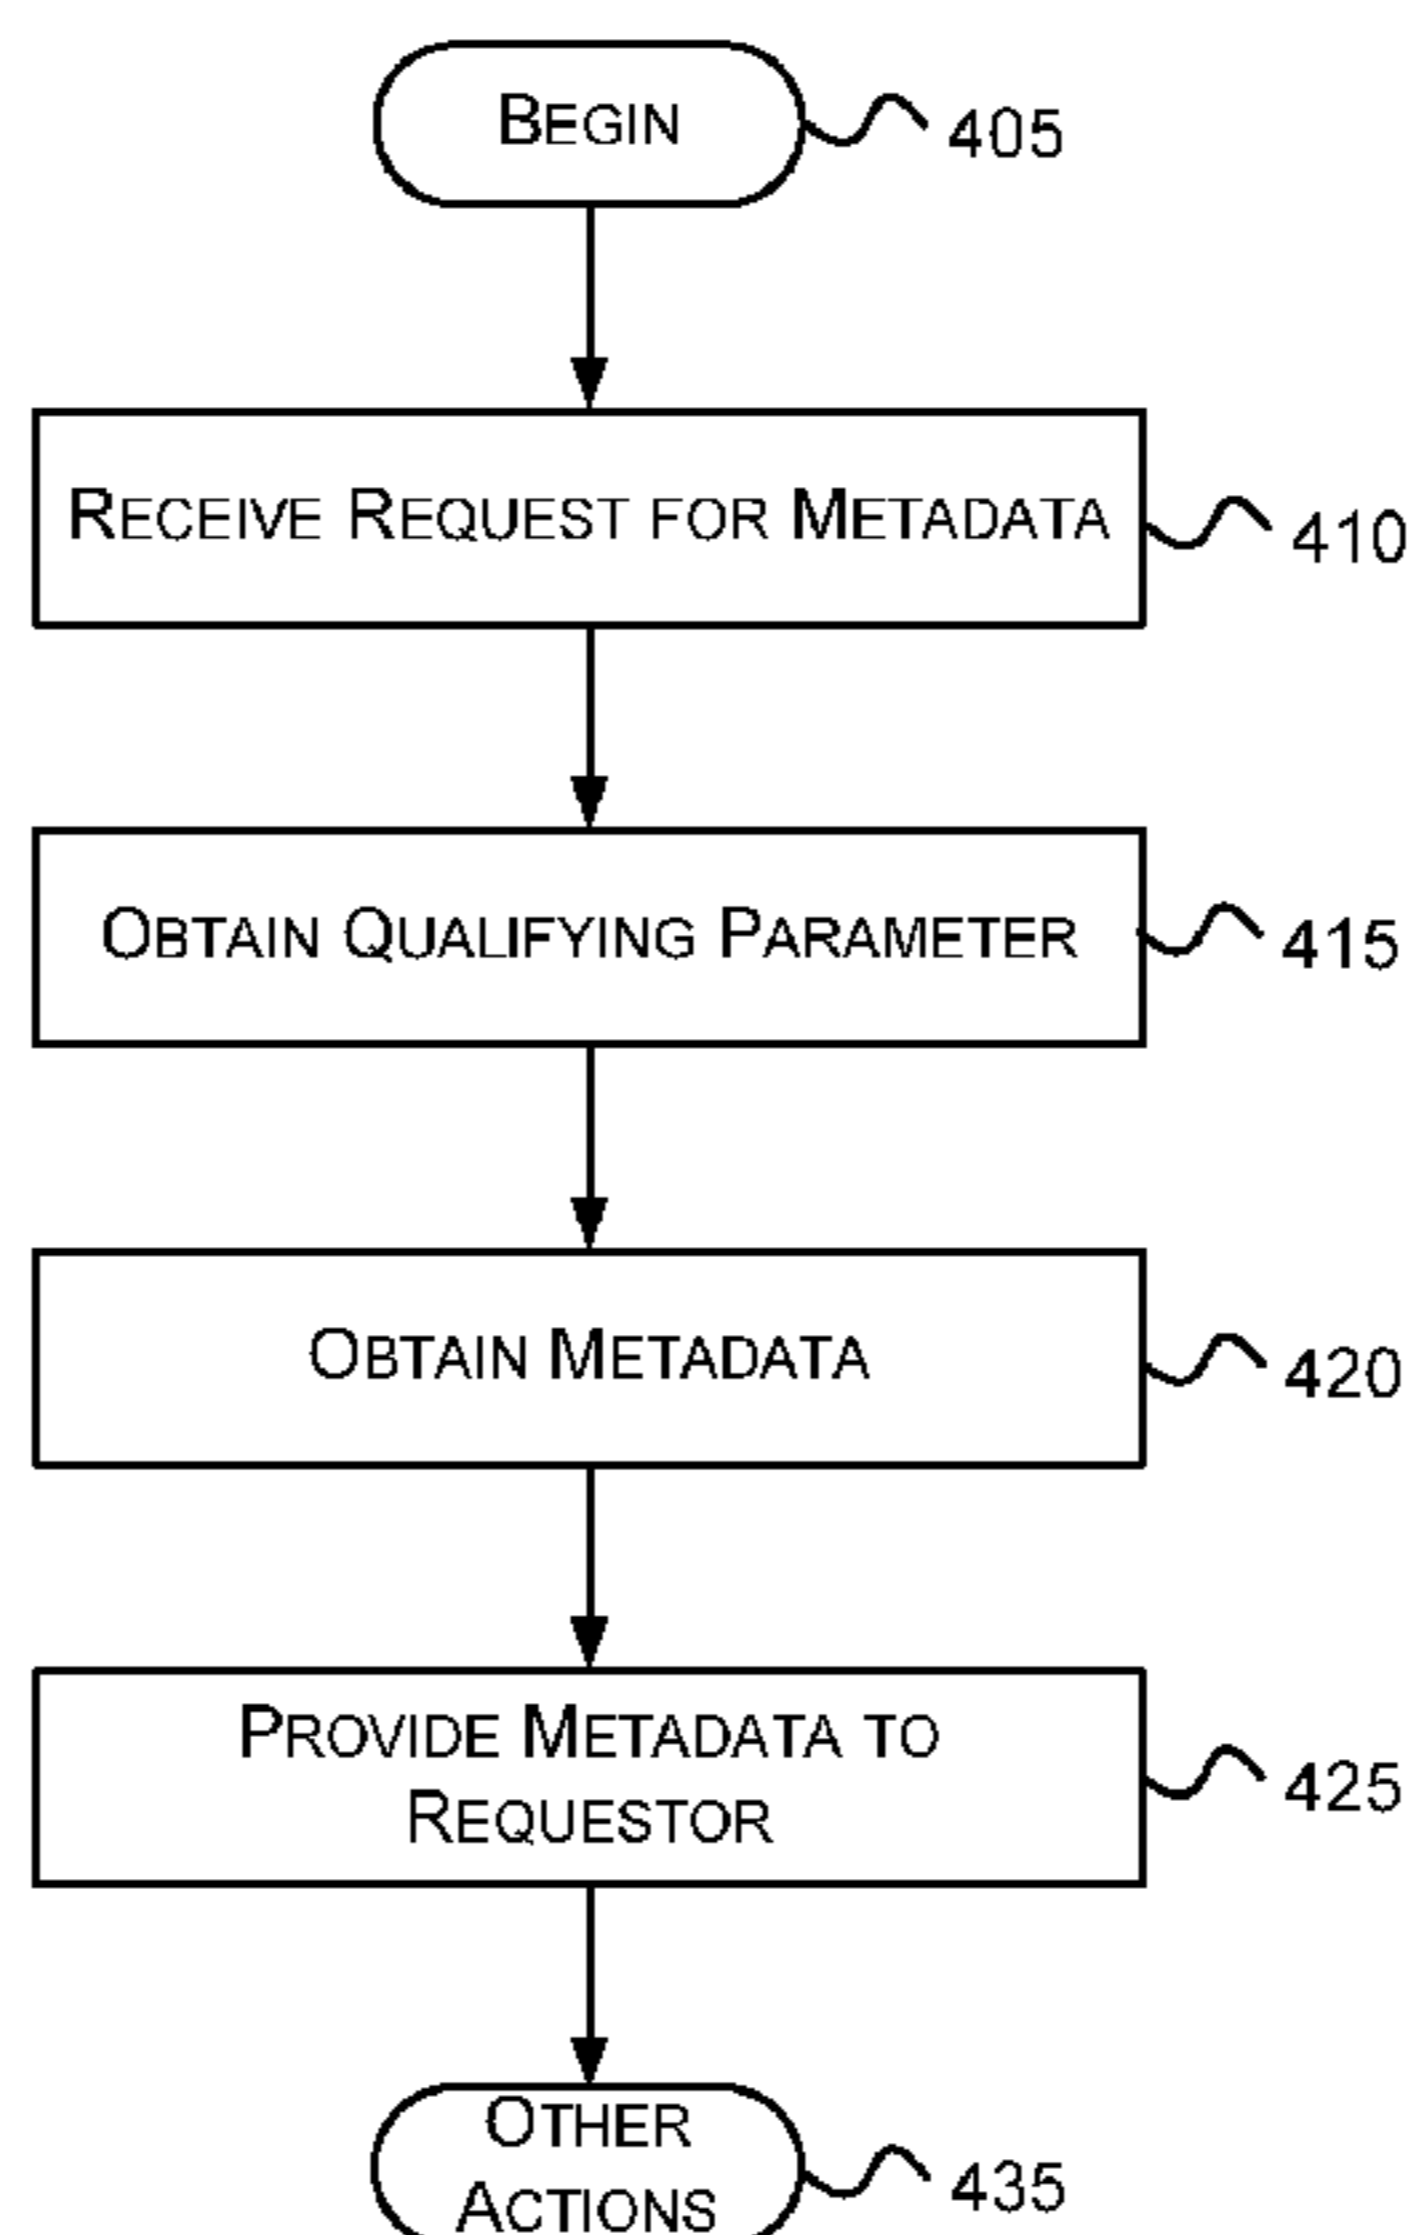 BEGIN
405
RECEIVE REQUEST FOR METADATA
410
OBTAIN QUALIFYING PARAMETER
415
OBTAIN METADATA
420
PROVIDE METADATA TO
REQUESTOR
425
OTHER
ACTIONS
435